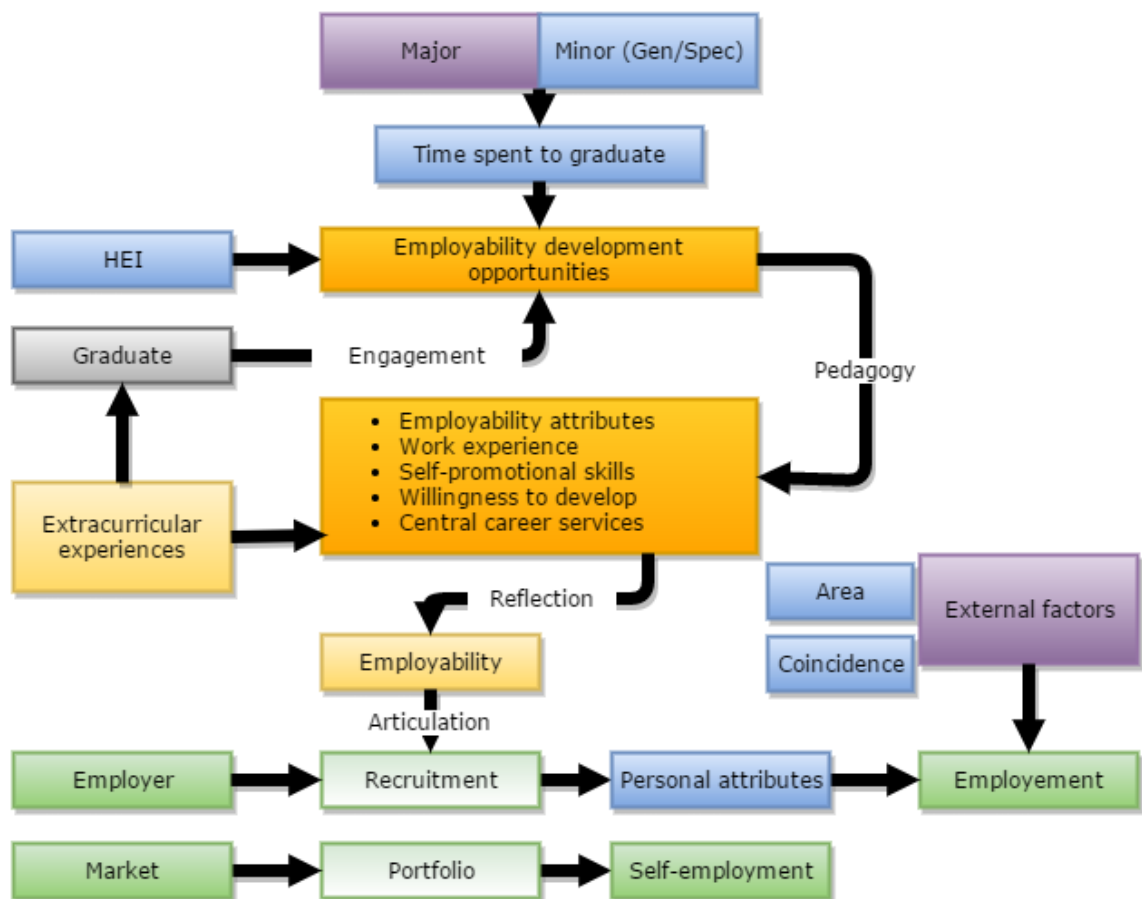 Major
Minor (Gen/Spec)
Time spent to graduate
HEI
Employability development
opportunities
Graduate
Engagement
Pedagogy
• Employability attributes
• Work experience
• Self-promotional skills
• Willingness to develop
• Central career services
Extracurricular
experiences
Reflection
Area
External factors
Employability
Coincidence
Articulation
Employer
Recruitment
Personal attributes
Employement
Market
Portfolio
Self-employment